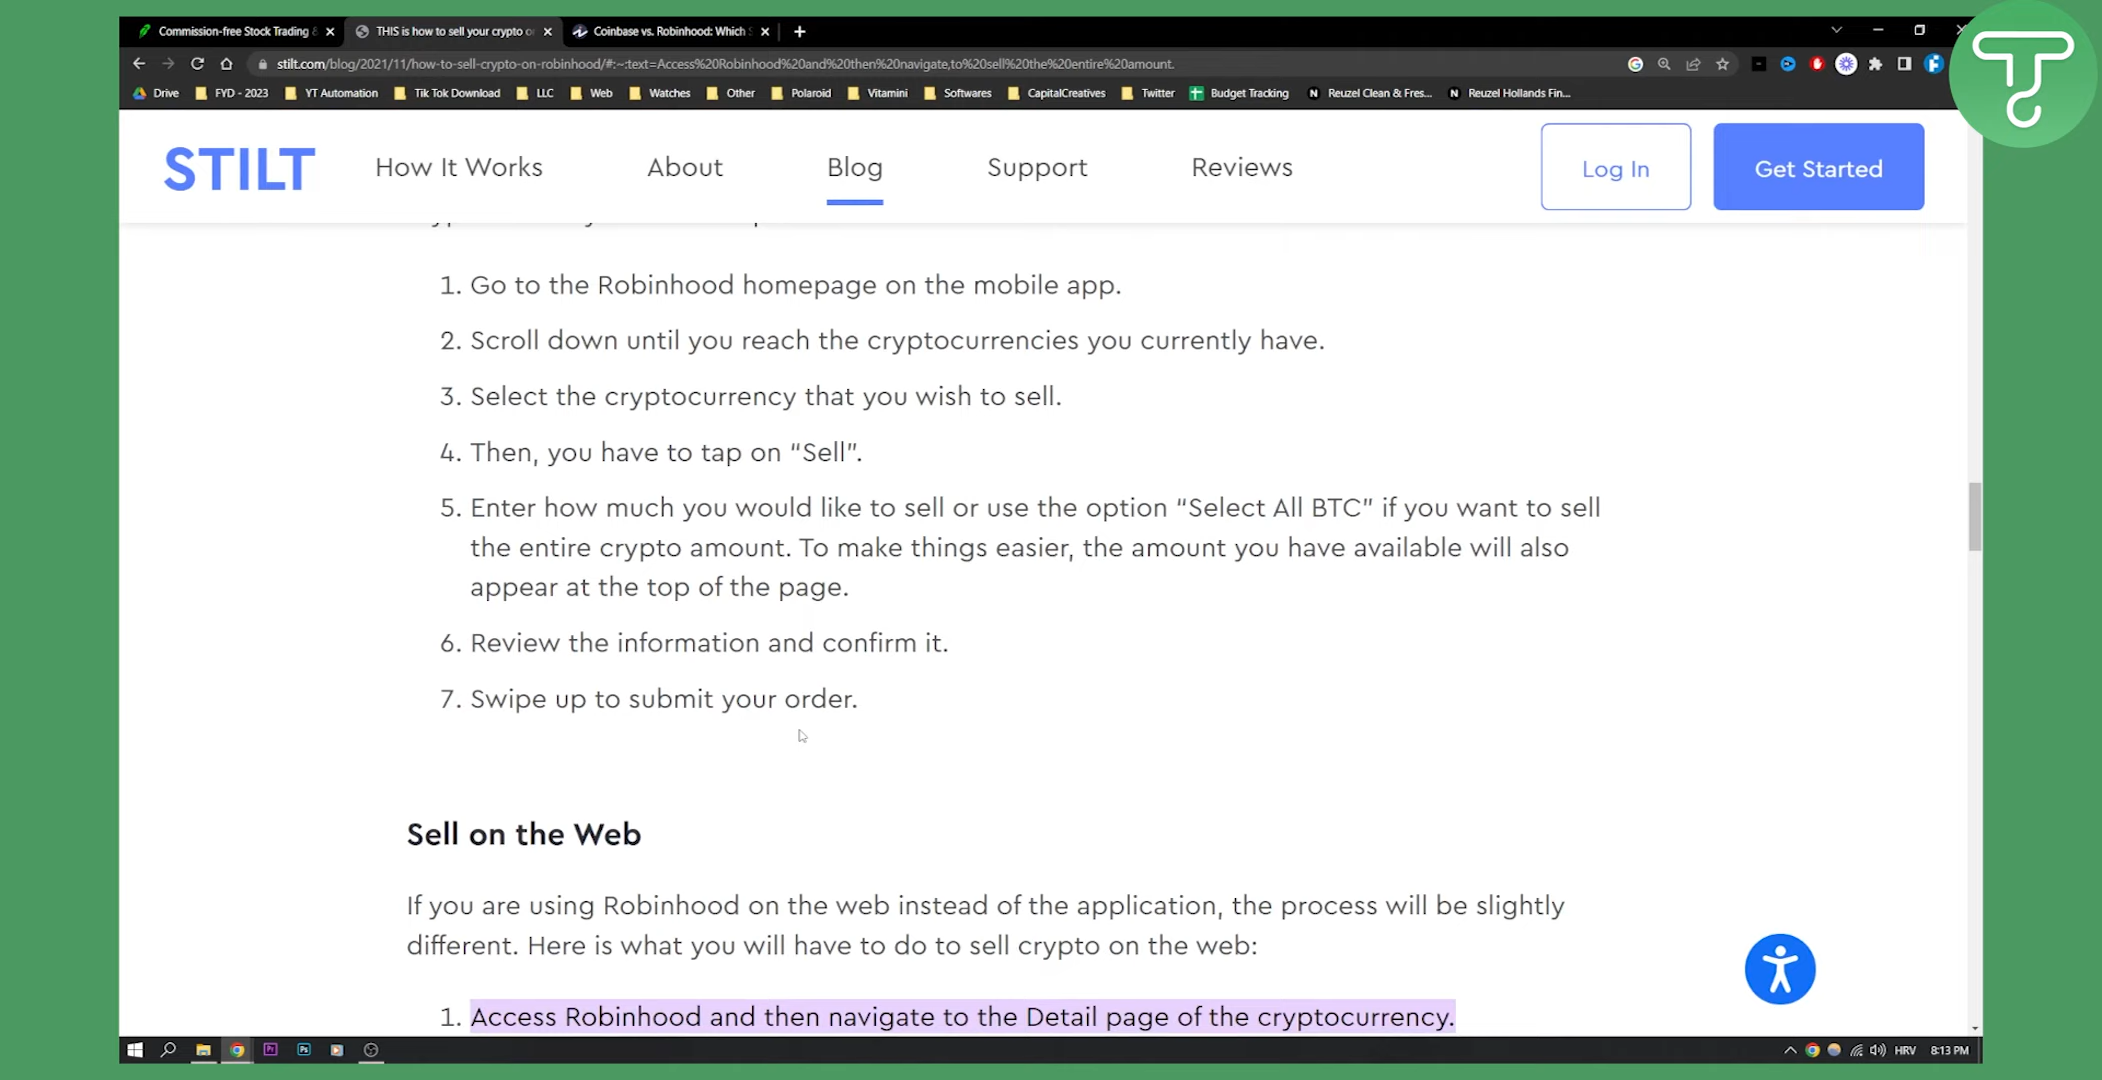 Commission-free Stock Trading &
THIS is how to sell your crypto o
Coinbase vs. Robinhood: Which S
stilt.com/blog/2021/11/how-to-sell-crypto-on-robinhood/#:~:text=Access%20Robinhood%20and%20then%20navigate,to%20sell%20the%20entire%20amount.
Drive FYD - 2023 YT Automation Tik Tok Download LLC Web Watches Other Polaroid Vitamini Softwares CapitalCreatives Twitter Budget Tracking Reuzel Clean & Fres... Reuzel Hollands Fin...
STILT How It Works About Blog Support Reviews Log In Get Started
1. Go to the Robinhood homepage on the mobile app.
2. Scroll down until you reach the cryptocurrencies you currently have.
3. Select the cryptocurrency that you wish to sell.
4. Then, you have to tap on “Sell”.
5. Enter how much you would like to sell or use the option “Select All BTC” if you want to sell
the entire crypto amount. To make things easier, the amount you have available will also
appear at the top of the page.
6. Review the information and confirm it.
7. Swipe up to submit your order.
Sell on the Web
If you are using Robinhood on the web instead of the application, the process will be slightly
different. Here is what you will have to do to sell crypto on the web:
1. Access Robinhood and then navigate to the Detail page of the cryptocurrency.
HRV 8:13 PM